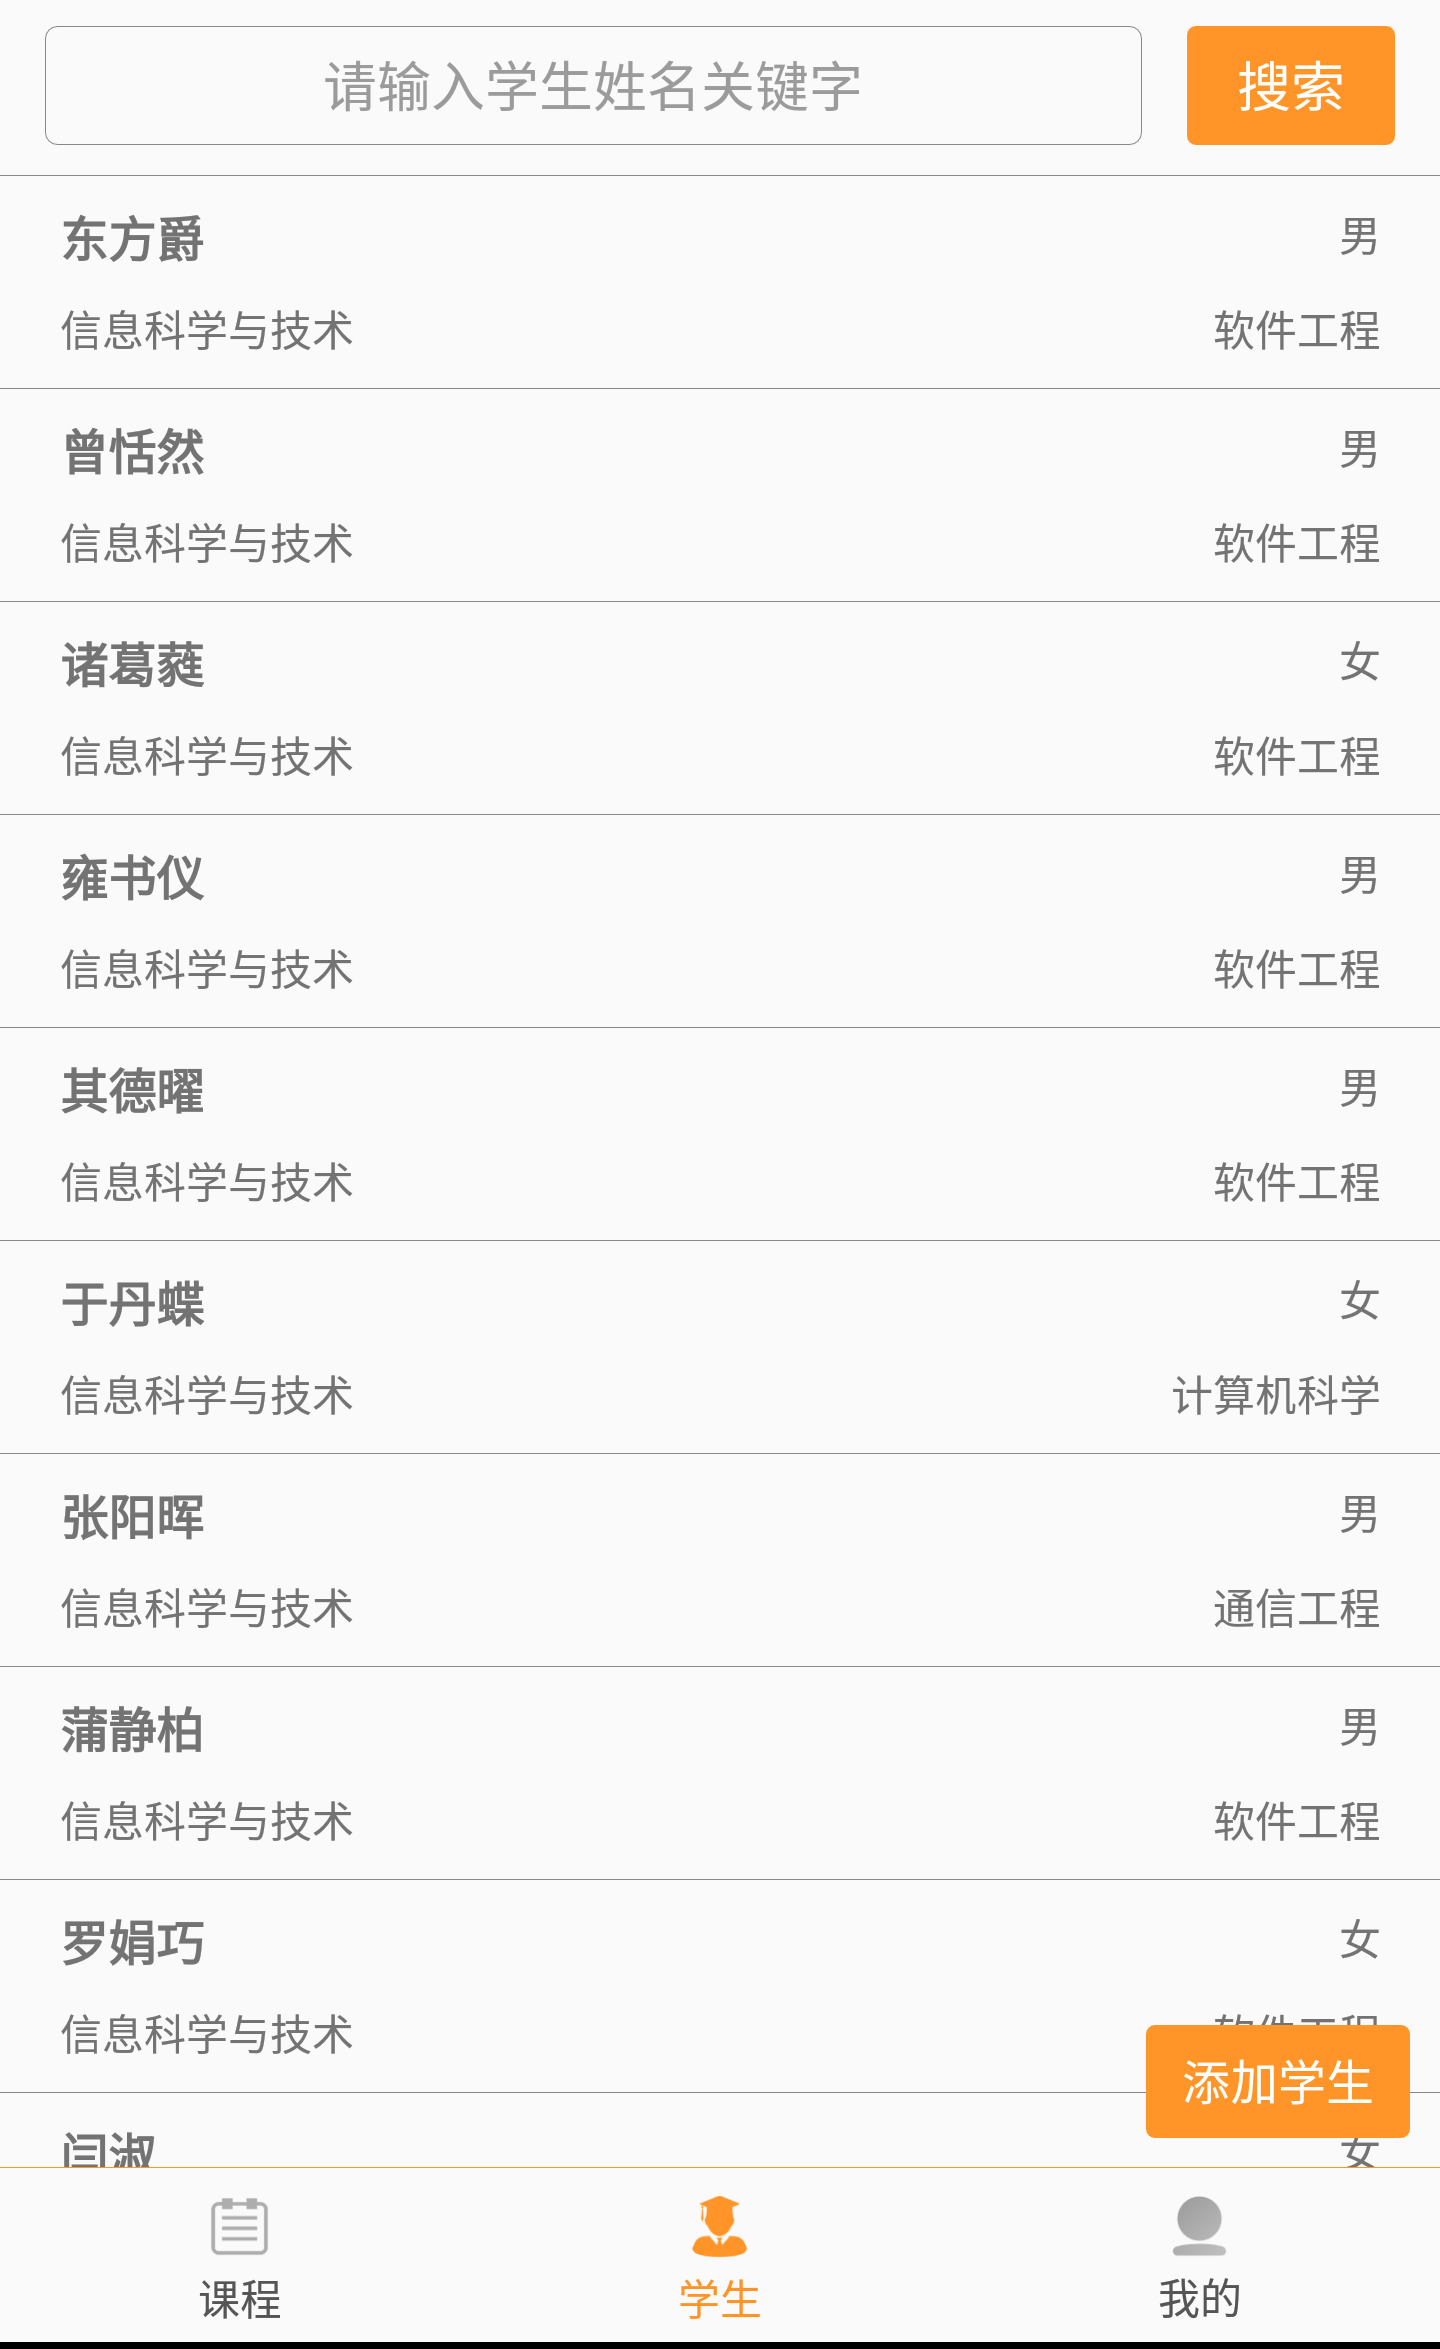 请输入学生姓名关键字 搜索
东方爵 男
信息科学与技术 软件工程
曾恬然 男
信息科学与技术 软件工程
诸葛蕤 女
信息科学与技术 软件工程
雍书仪 男
信息科学与技术 软件工程
其德曜 男
信息科学与技术 软件工程
于丹蝶 女
信息科学与技术 计算机科学
张阳晖 男
信息科学与技术 通信工程
蒲静柏 男
信息科学与技术 软件工程
罗娟巧 女
信息科学与技术 软件工程
添加学生
闫淑 女
课程 学生 我的